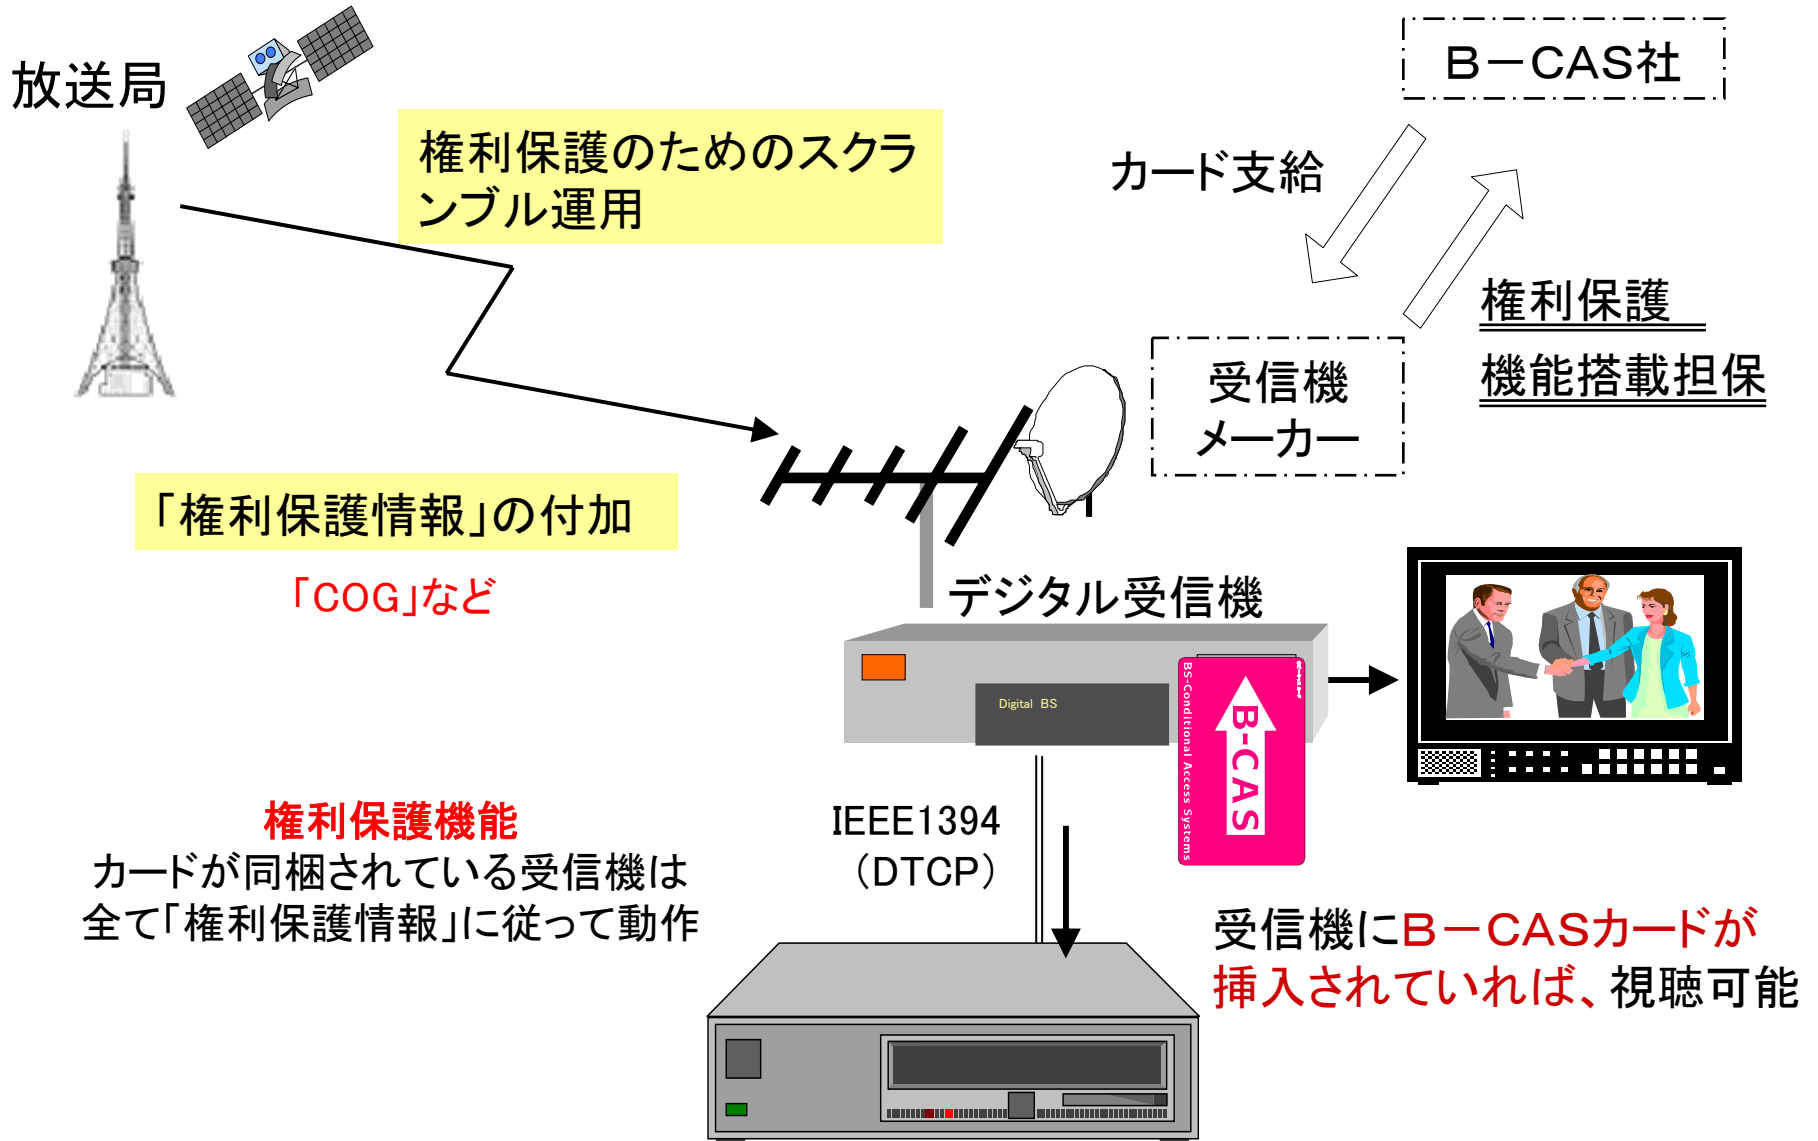 放送局
B－CAS社
権利保護のためのスクラ
ンブル運用
カード支給
権利保護
機能搭載担保
受信機
メーカー
「権利保護情報」の付加
「COG」など
デジタル受信機
Digital BS
BS-Conditional Access Systems
B-CAS
IEEE1394
（DTCP）
権利保護機能
カードが同梱されている受信機は
全て「権利保護情報」に従って動作
受信機にB－CASカードが
挿入されていれば、視聴可能